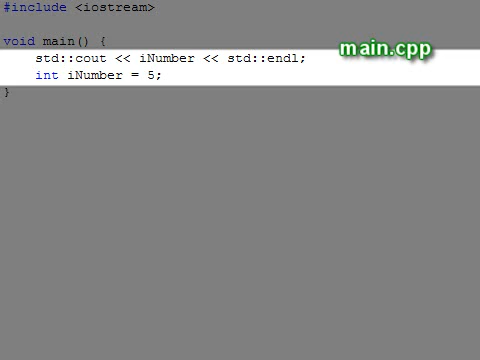 #include <iostream>
void main() {
main.cpp
std::cout << iNumber << std::endl;
int iNumber = 5;
}